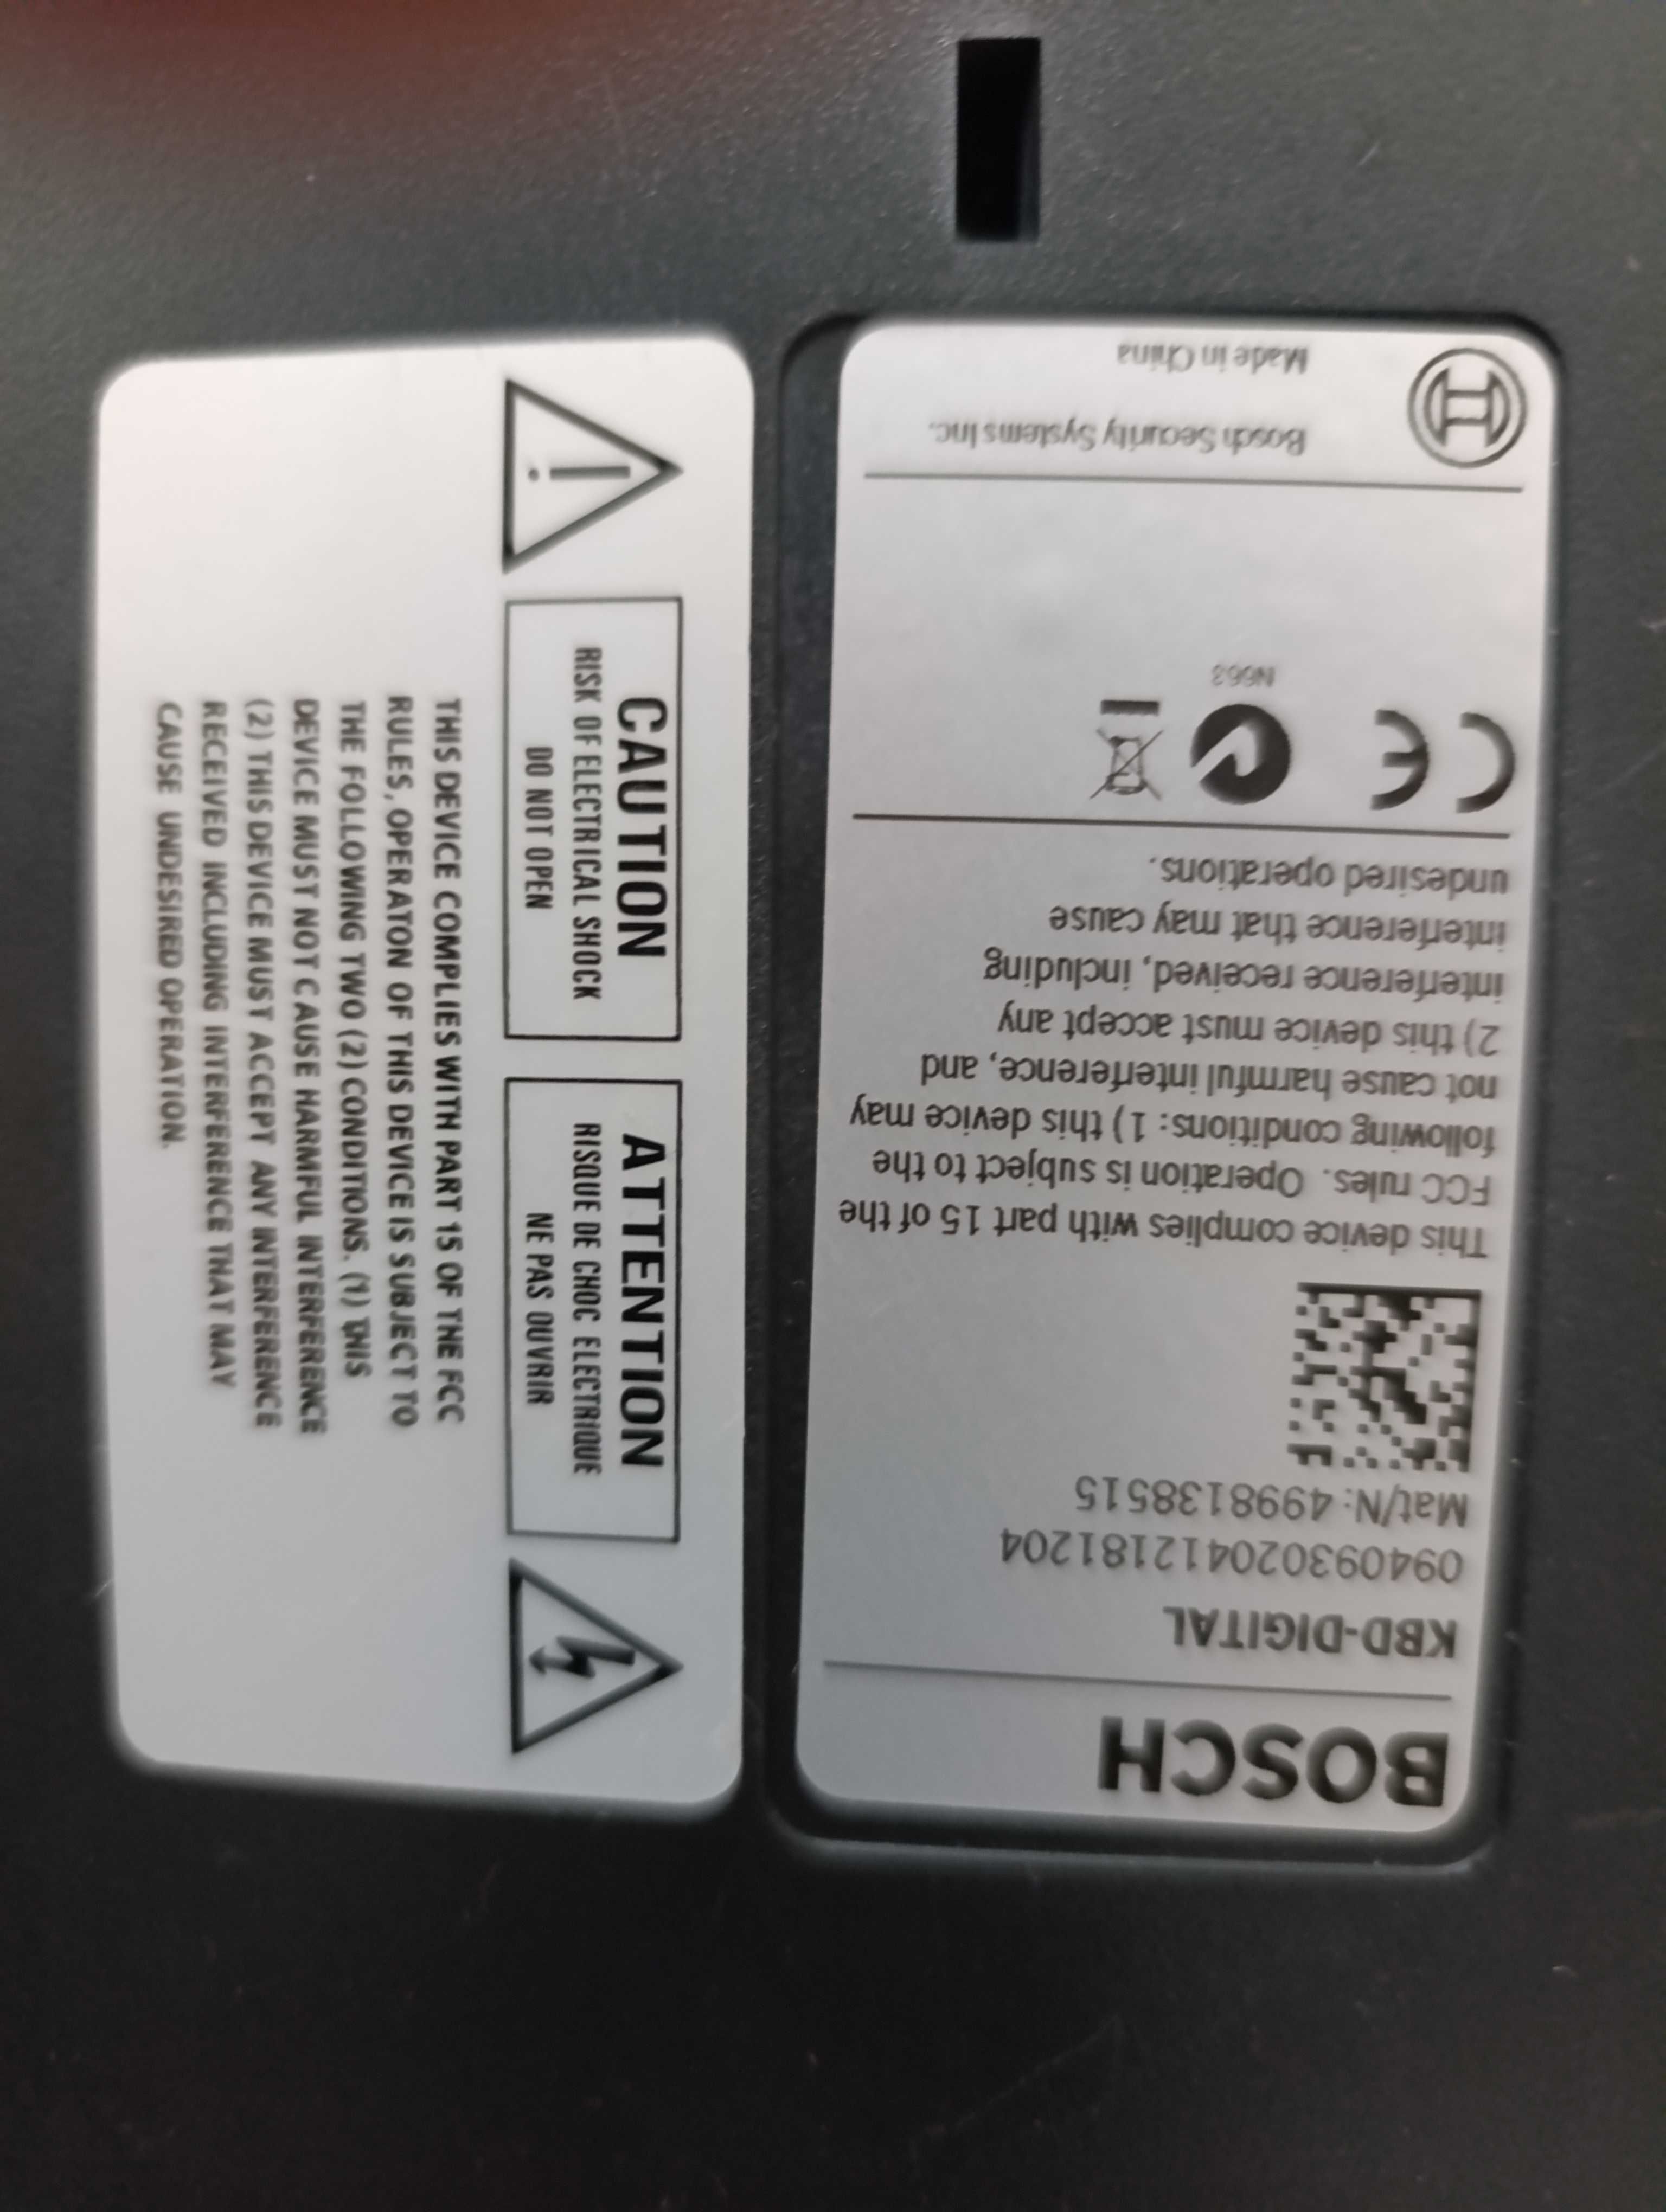 BOSCH
KBD-DIGITAL
094093020412181204
Mat/N: 4998138515
This device complies with part 15 of the
FCC rules. Operation is subject to the
following conditions: 1) this device may
not cause harmful interference, and
2) this device must accept any
interference received, including
interference that may cause
undesired operations.
CE
N663
Bosch Security Systems Inc.
Made in China
CAUTION
RISK OF ELECTRICAL SHOCK
DO NOT OPEN
ATTENTION
RISQUE DE CHOC ELECTRIQUE
NE PAS OUVRIR
THIS DEVICE COMPLIES WITH PART 15 OF THE FCC
RULES, OPERATON OF THIS DEVICE IS SUBJECT TO
THE FOLLOWING TWO (2) CONDITIONS. (1) THIS
DEVICE MUST NOT CAUSE HARMFUL INTERFERENCE
(2) THIS DEVICE MUST ACCEPT ANY INTERFERENCE
RECEIVED INCLUDING INTERFERENCE THAT MAY
CAUSE UNDESIRED OPERATION.